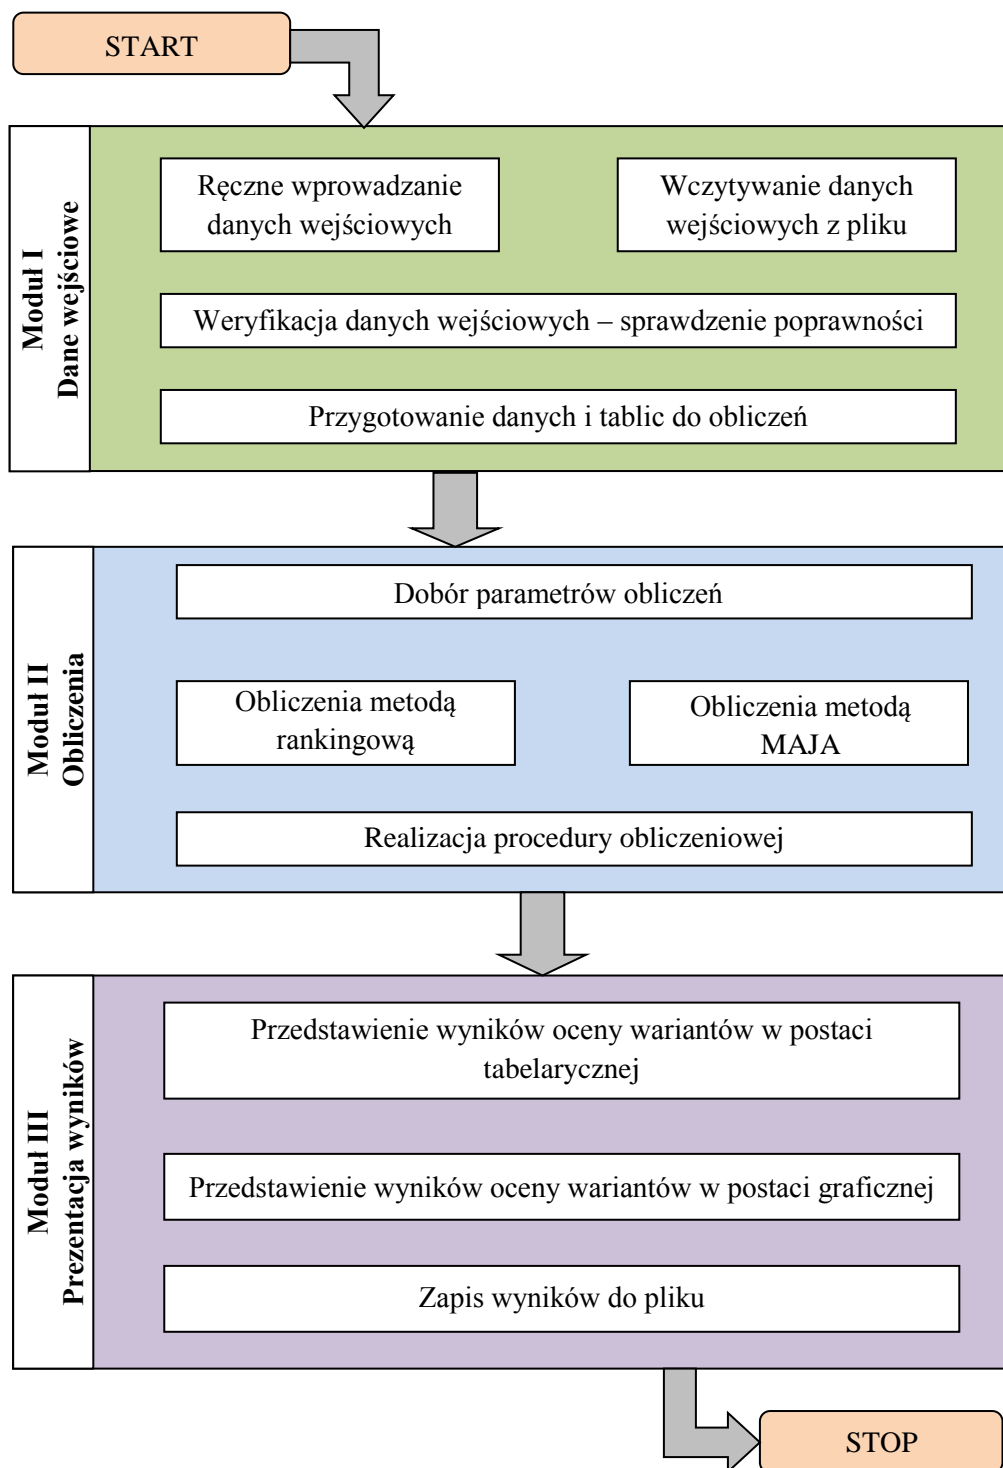 START
Moduł I
Dane wejściowe
Ręczne wprowadzanie
danych wejściowych
Wczytywanie danych
wejściowych z pliku
Weryfikacja danych wejściowych – sprawdzenie poprawności
Przygotowanie danych i tablic do obliczeń
Moduł II
Obliczenia
Dobór parametrów obliczeń
Obliczenia metodą
rankingową
Obliczenia metodą
MAJA
Realizacja procedury obliczeniowej
Moduł III
Prezentacja wyników
Przedstawienie wyników oceny wariantów w postaci
tabelarycznej
Przedstawienie wyników oceny wariantów w postaci graficznej
Zapis wyników do pliku
STOP